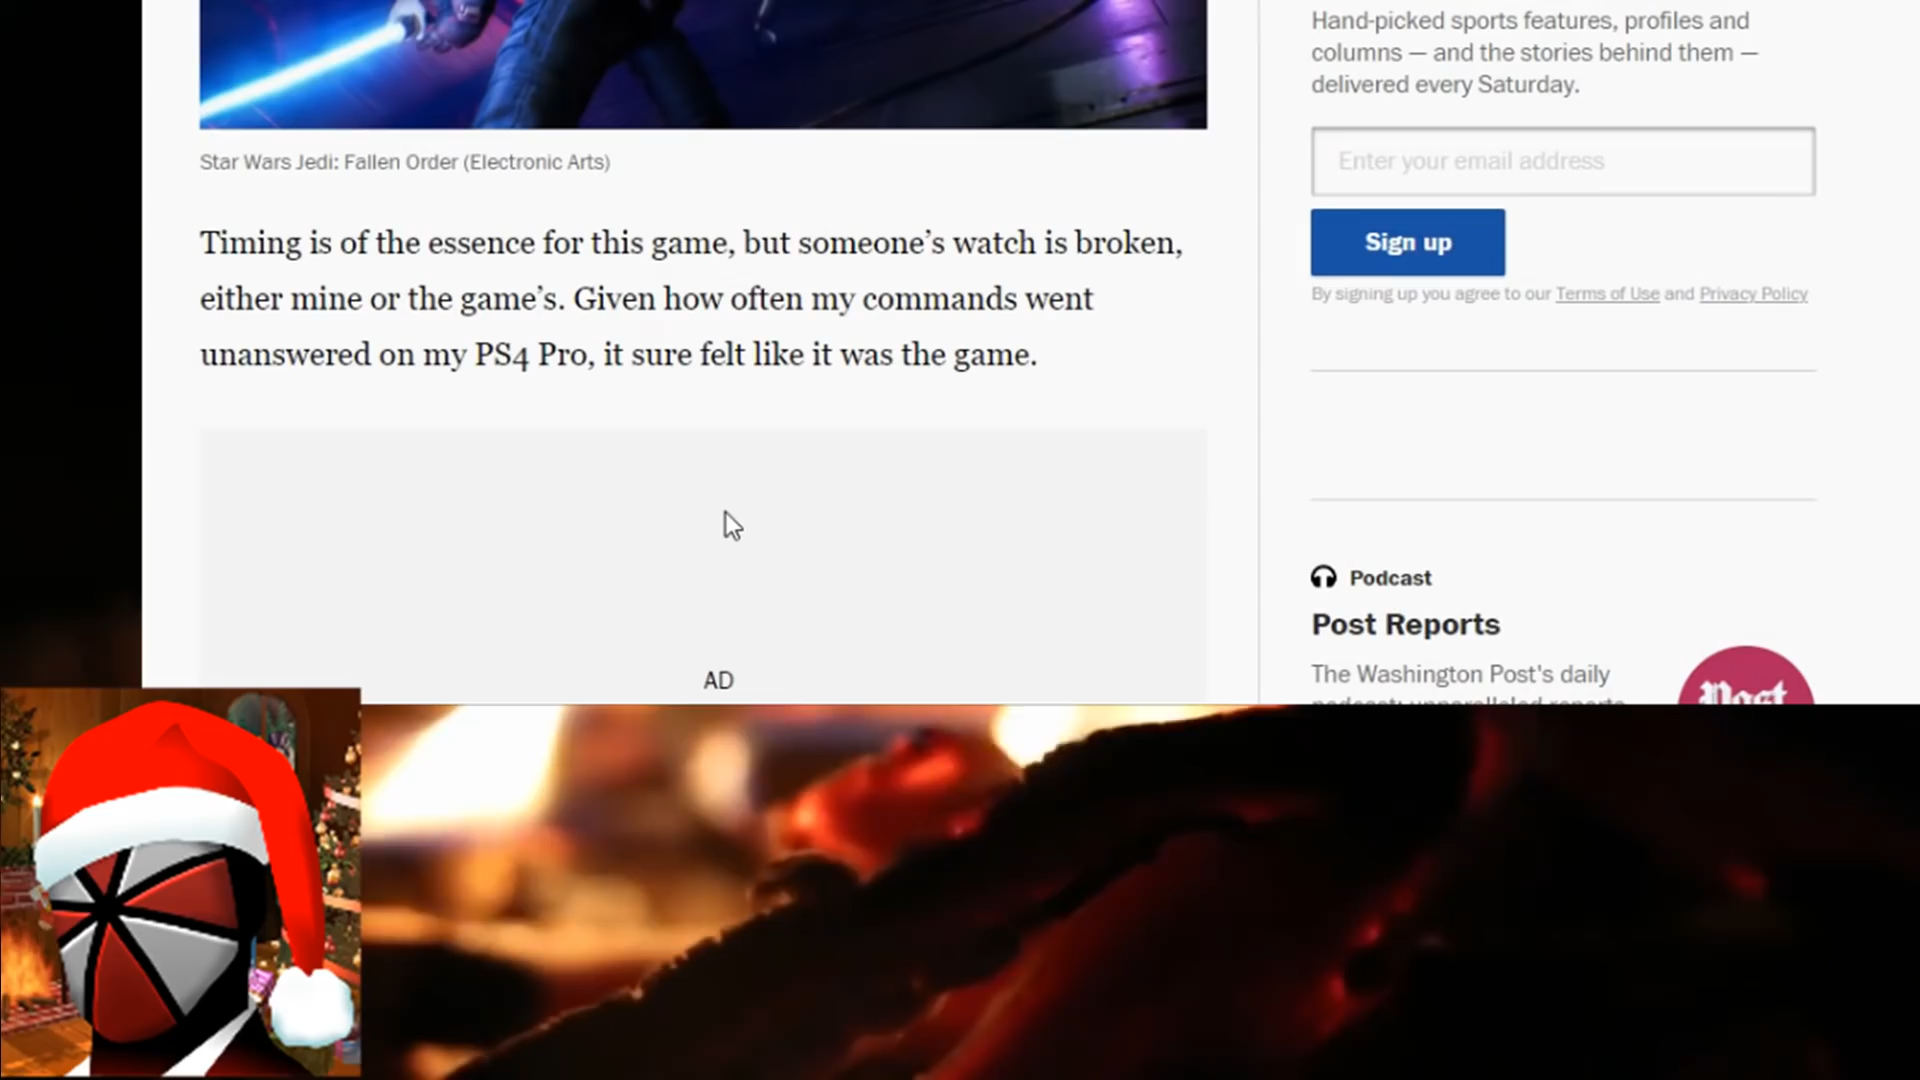 Star Wars Jedi: Fallen Order (Electronic Arts)
Timing is of the essence for this game, but someone’s watch is broken,
either mine or the game’s. Given how often my commands went
unanswered on my PS4 Pro, it sure felt like it was the game.
AD
Hand-picked sports features, profiles and
columns — and the stories behind them —
delivered every Saturday.
Enter your email address
Sign up
By signing up you agree to our Terms of Use and Privacy Policy
Podcast
Post Reports
The Washington Post's daily
podcast: unparalleled reports
Post